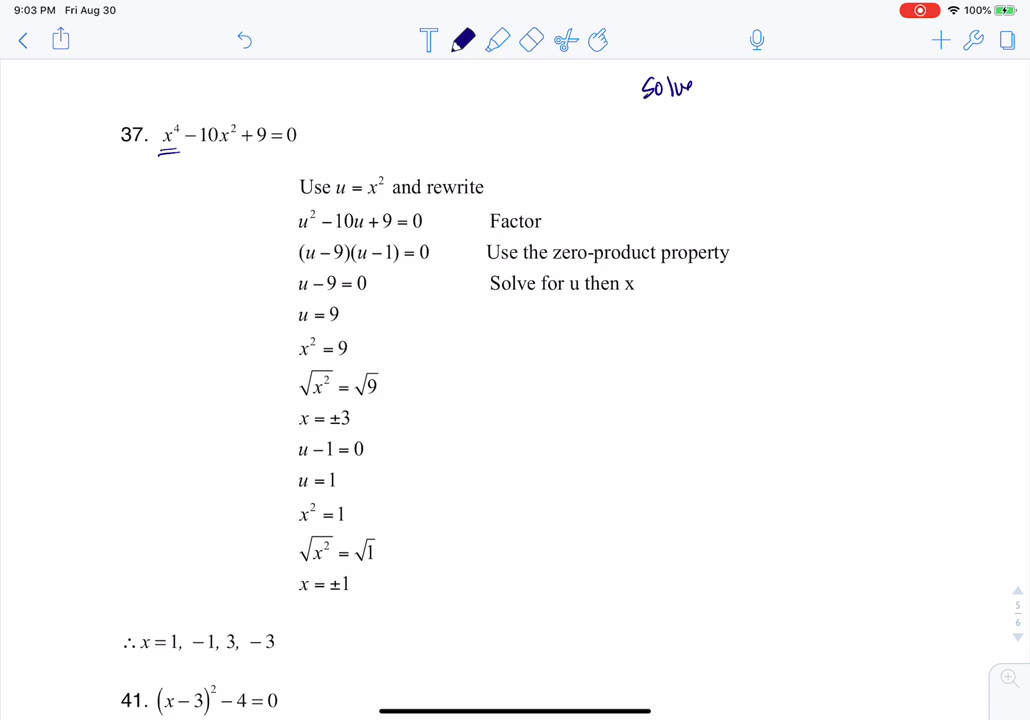 9:03 PM Fri Aug 30 100%
T
Solve
37. x⁴ − 10x² + 9 = 0
Use u = x² and rewrite
u² − 10u + 9 = 0 Factor
(u − 9)(u − 1) = 0 Use the zero-product property
u − 9 = 0 Solve for u then x
u = 9
x² = 9
√x² = √9
x = ±3
u − 1 = 0
u = 1
x² = 1
√x² = √1
x = ±1
5
6
∴ x = 1, −1, 3, −3
41. (x − 3)² − 4 = 0